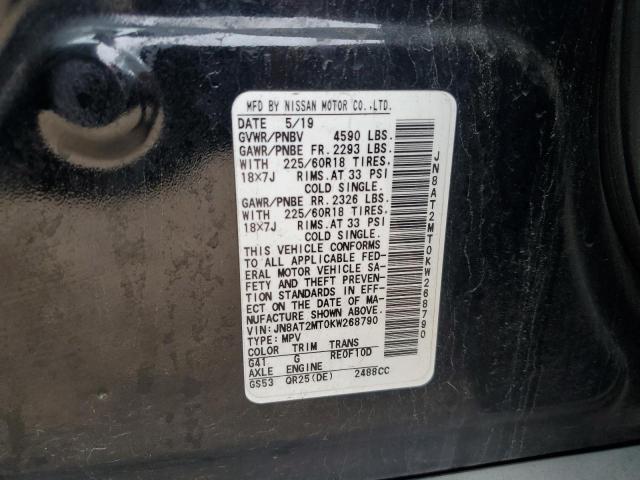 MFD BY NISSAN MOTOR CO.,LTD.
DATE 5/19
GVWR/PNBV 4590 LBS.
GAWR/PNBE FR.2293 LBS.
WITH 225/60R18 TIRES.
18×7J RIMS.AT 33 PSI
COLD SINGLE.
GAWR/PNBE RR.2326 LBS.
WITH 225/60R18 TIRES.
18×7J RIMS.AT 33 PSI
COLD SINGLE.
THIS VEHICLE CONFORMS
TO ALL APPLICABLE FED-
ERAL MOTOR VEHICLE SA-
FETY AND THEFT PREVEN-
TION STANDARDS IN EFF-
ECT ON THE DATE OF MA-
NUFACTURE SHOWN ABOVE.
VIN: JN8AT2MT0KW268790
TYPE: MPV
COLOR TRIM TRANS
G41 G RE0F10D
AXLE ENGINE
GS53 QR25(DE) 2488CC
JN8AT2MT0KW268790